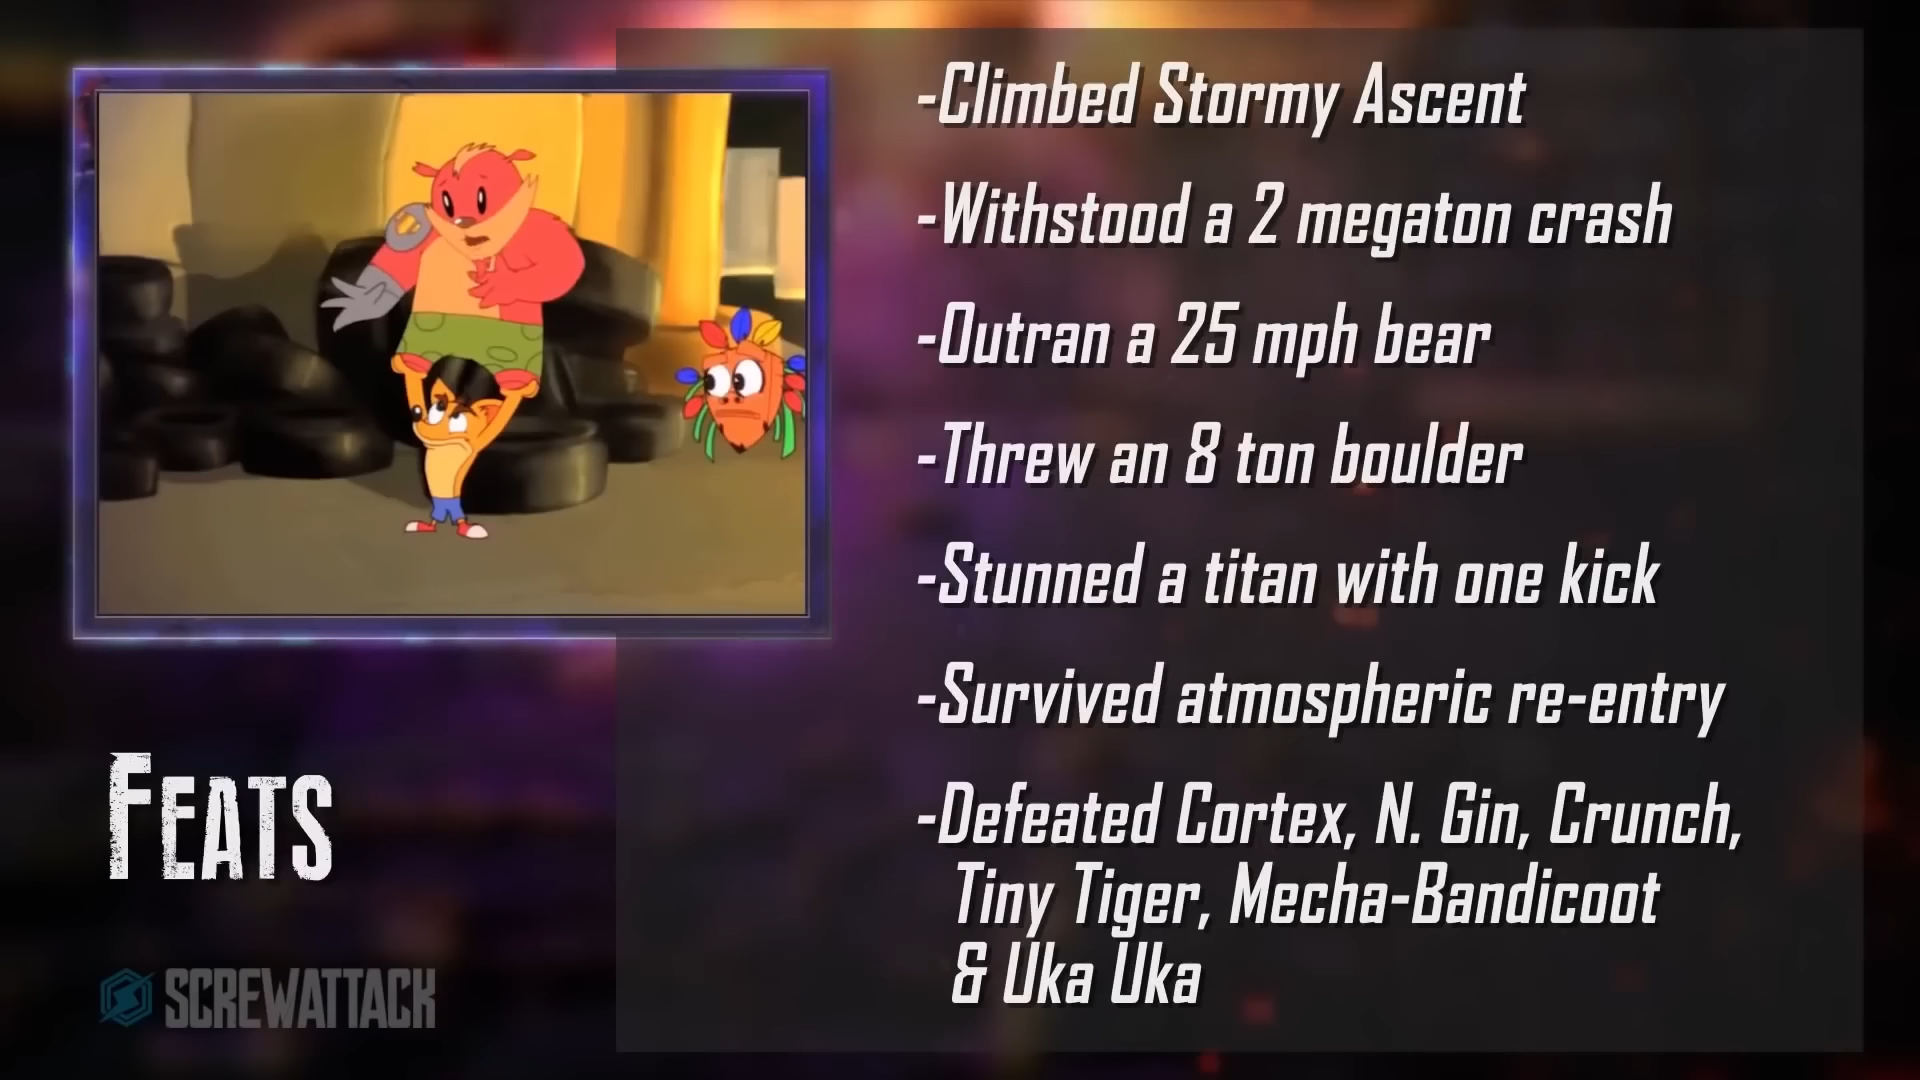 -Climbed Stormy Ascent
-Withstood a 2 megaton crash
-Outran a 25 mph bear
-Threw an 8 ton boulder
-Stunned a titan with one kick
-Survived atmospheric re-entry
-Defeated Cortex, N. Gin, Crunch,
Tiny Tiger, Mecha-Bandicoot
& Uka Uka
FEATS
SCREWATTACK